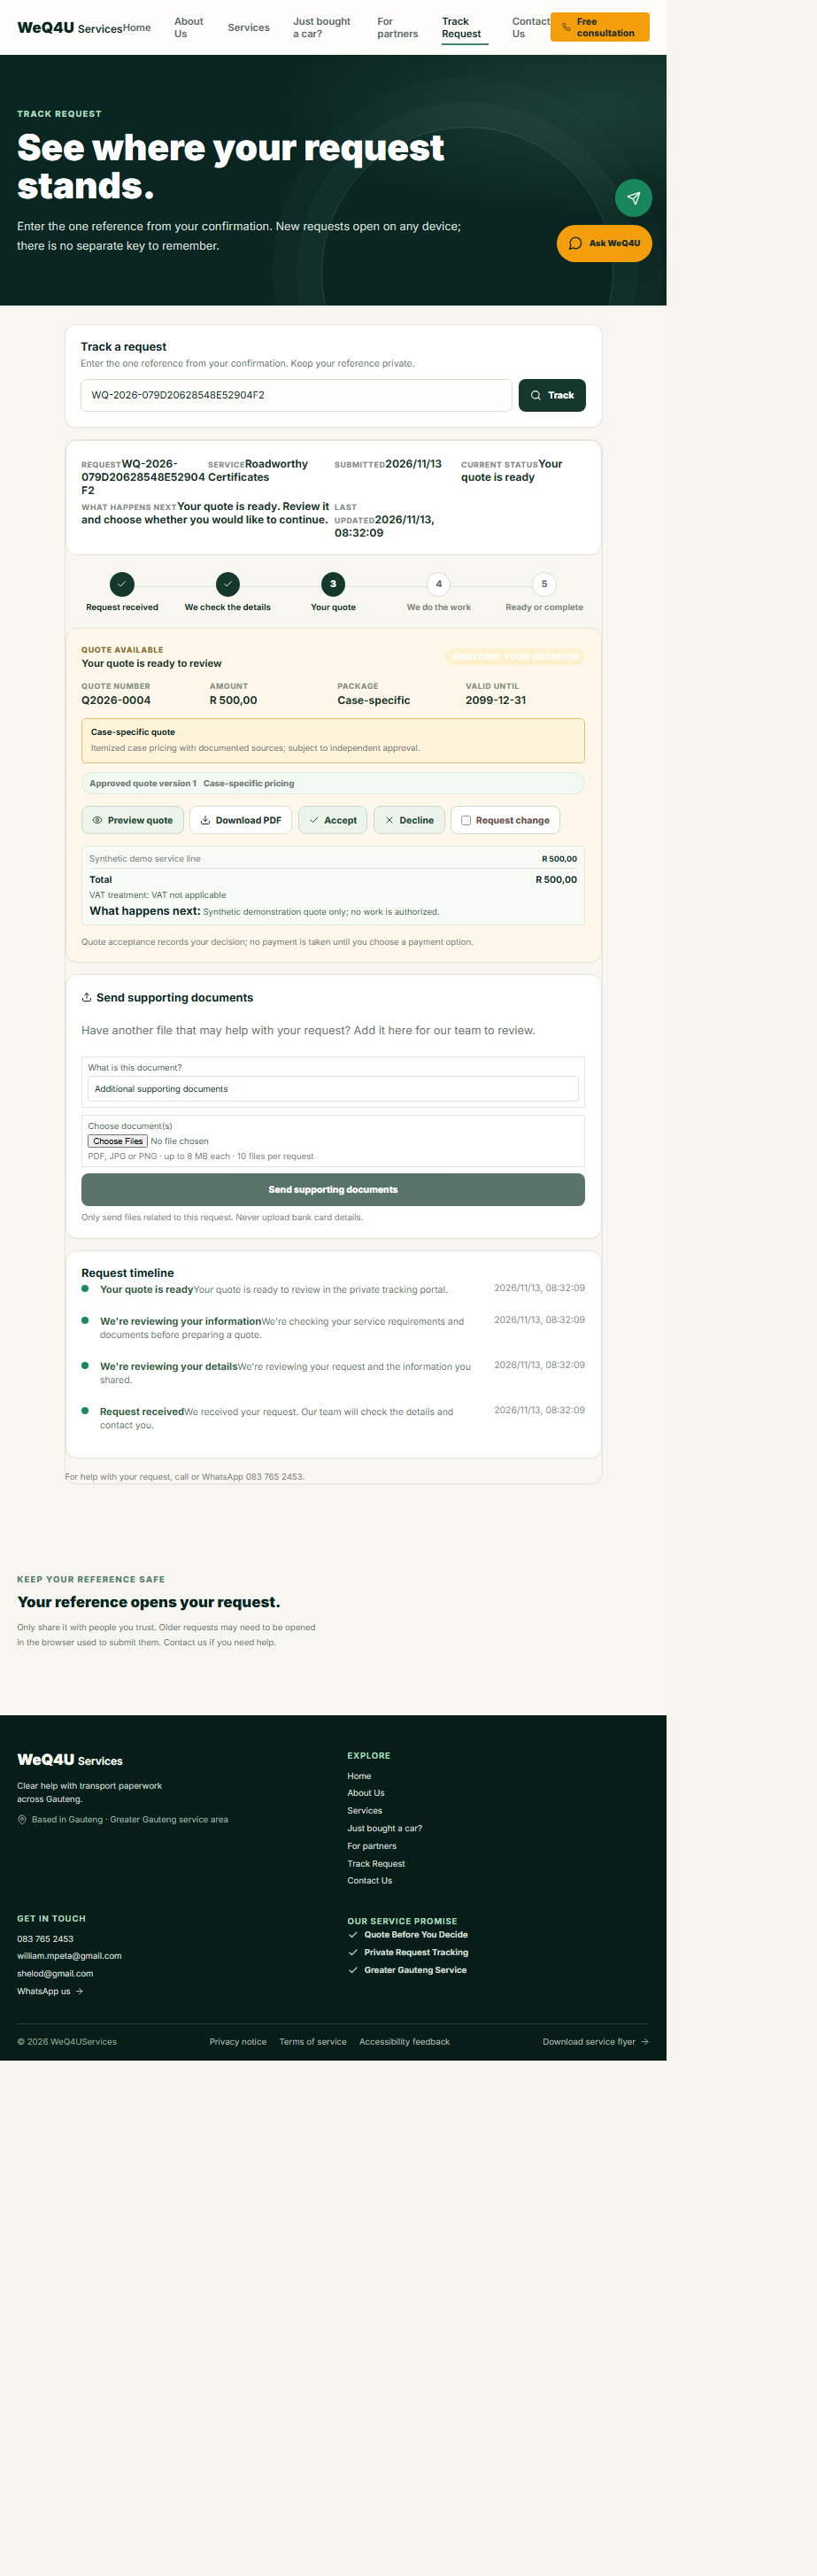 WeQ4U Services
Home
About Us
Services
Just bought a car?
For partners
Track Request
Contact Us
Free consultation
TRACK REQUEST
See where your request
stands.
Enter the one reference from your confirmation. New requests open on any device;
there is no separate key to remember.
Ask WeQ4U
Track a request
Enter the one reference from your confirmation. Keep your reference private.
WQ-2026-079D20628548E52904F2
Track
REQUESTWQ-2026-
079D20628548E52904
F2
SERVICERoadworthy
Certificates
SUBMITTED2026/11/13
CURRENT STATUSYour
quote is ready
WHAT HAPPENS NEXTYour quote is ready. Review it
and choose whether you would like to continue.
LAST
UPDATED2026/11/13,
08:32:09
3
4
5
Request received
We check the details
Your quote
We do the work
Ready or complete
QUOTE AVAILABLE
Your quote is ready to review
AWAITING YOUR DECISION
QUOTE NUMBER
Q2026-0004
AMOUNT
R 500,00
PACKAGE
Case-specific
VALID UNTIL
2099-12-31
Case-specific quote
Itemized case pricing with documented sources; subject to independent approval.
Approved quote version 1 Case-specific pricing
Preview quote
Download PDF
Accept
Decline
Request change
Synthetic demo service line R 500,00
Total R 500,00
VAT treatment: VAT not applicable
What happens next: Synthetic demonstration quote only; no work is authorized.
Quote acceptance records your decision; no payment is taken until you choose a payment option.
Send supporting documents
Have another file that may help with your request? Add it here for our team to review.
What is this document?
Additional supporting documents
Choose document(s)
Choose Files No file chosen
PDF, JPG or PNG · up to 8 MB each · 10 files per request
Send supporting documents
Only send files related to this request. Never upload bank card details.
Request timeline
Your quote is readyYour quote is ready to review in the private tracking portal. 2026/11/13, 08:32:09
We're reviewing your informationWe're checking your service requirements and 2026/11/13, 08:32:09
documents before preparing a quote.
We're reviewing your detailsWe're reviewing your request and the information you 2026/11/13, 08:32:09
shared.
Request receivedWe received your request. Our team will check the details and 2026/11/13, 08:32:09
contact you.
For help with your request, call or WhatsApp 083 765 2453.
KEEP YOUR REFERENCE SAFE
Your reference opens your request.
Only share it with people you trust. Older requests may need to be opened
in the browser used to submit them. Contact us if you need help.
WeQ4U Services
Clear help with transport paperwork
across Gauteng.
Based in Gauteng · Greater Gauteng service area
EXPLORE
Home
About Us
Services
Just bought a car?
For partners
Track Request
Contact Us
GET IN TOUCH
083 765 2453
william.mpeta@gmail.com
shelod@gmail.com
WhatsApp us
OUR SERVICE PROMISE
Quote Before You Decide
Private Request Tracking
Greater Gauteng Service
© 2026 WeQ4UServices
Privacy notice
Terms of service
Accessibility feedback
Download service flyer